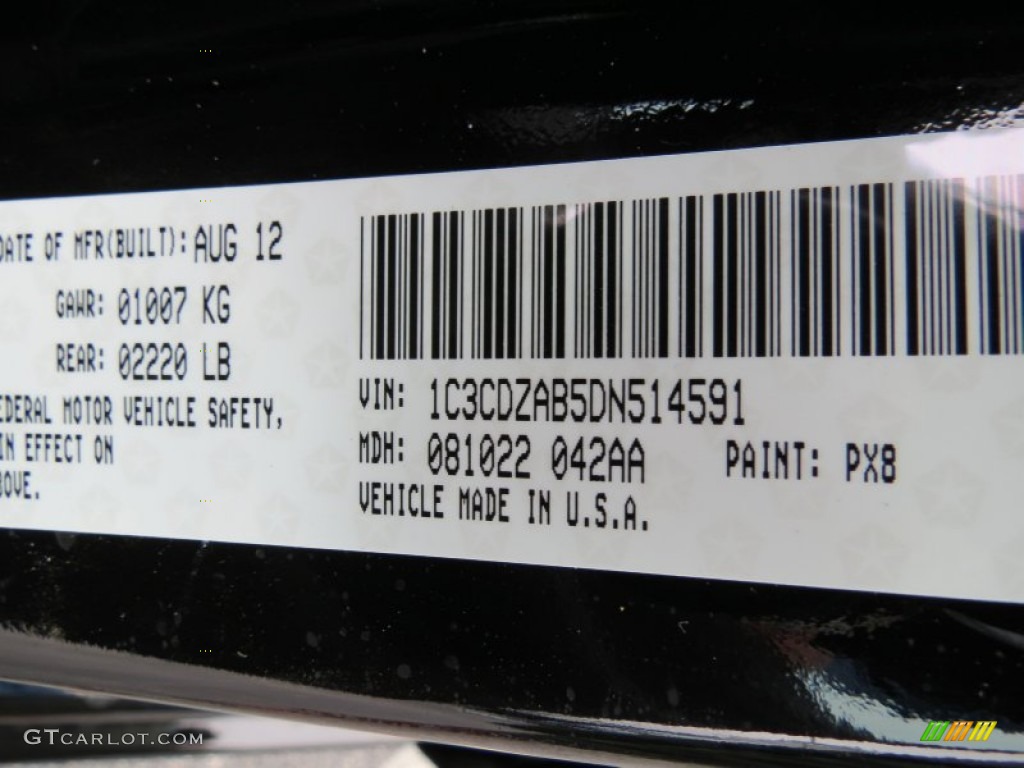 DATE OF MFR(BUILT): AUG 12
GAWR: 01007 KG
REAR: 02220 LB
EDERAL MOTOR VEHICLE SAFETY,
IN EFFECT ON
BOVE.
VIN: 1C3CDZAB5DN514591
MDH: 081022 042AA PAINT: PX8
VEHICLE MADE IN U.S.A.
GTCARLOT.COM